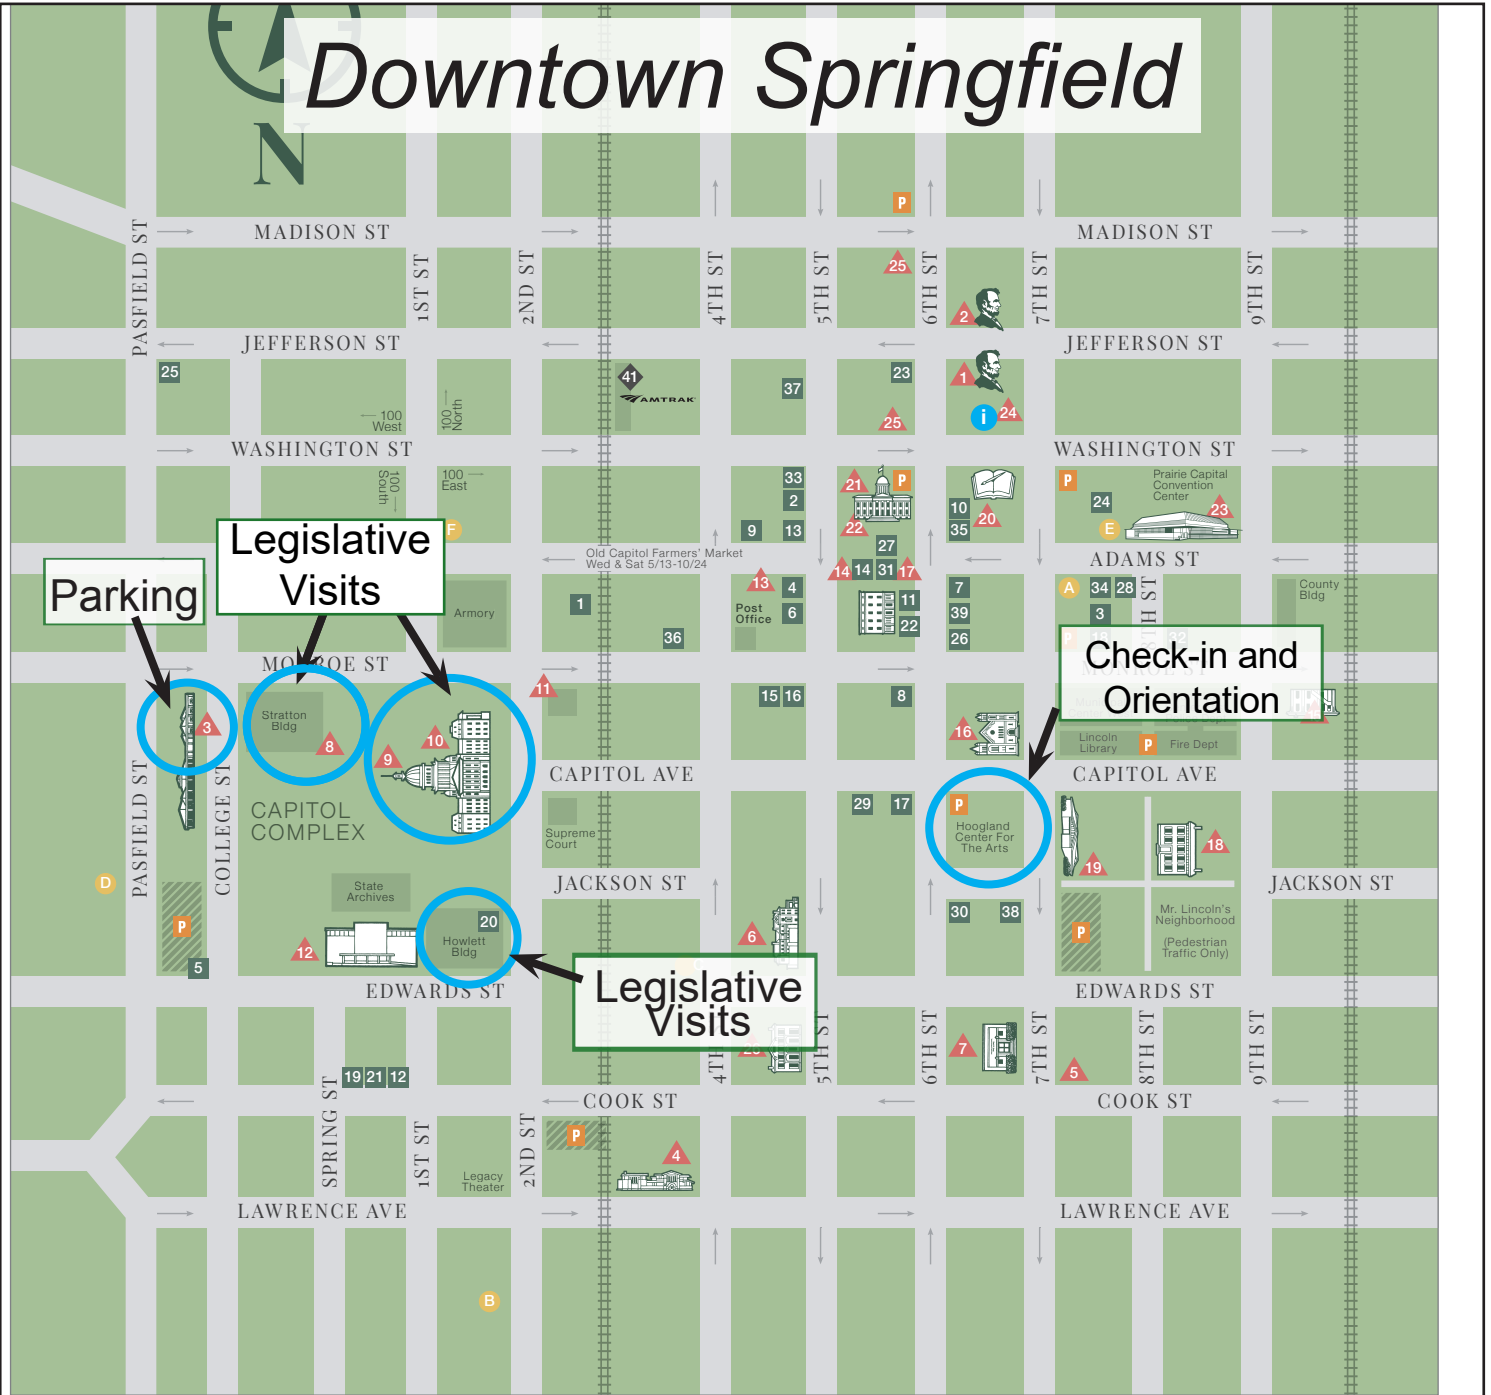 Downtown Springfield
N
P
MADISON ST
MADISON ST
PASFIELD ST
1ST ST
2ND ST
4TH ST
5TH ST
6TH ST
7TH ST
9TH ST
25
2
JEFFERSON ST
JEFFERSON ST
25
41
AMTRAK
37
23
1
100
West
100
North
25
i
24
WASHINGTON ST
WASHINGTON ST
100
South
100
East
33
2
9
13
21
P
22
10
35
20
P
24
Prairie Capital
Convention
Center
23
E
F
Legislative
Visits
Old Capitol Farmers' Market
Wed & Sat 5/13-10/24
27
ADAMS ST
Parking
Armory
1
13
4
Post
Office
6
36
14
14
31
17
11
22
7
39
26
A
34
28
3
8TH ST
County
Bldg
P
18
32
MONROE ST
MONROE ST
Check-in and
Orientation
3
Stratton
Bldg
8
9
10
11
15
16
8
16
Lincoln
Library
P
Fire Dept
CAPITOL AVE
CAPITOL AVE
PASFIELD ST
COLLEGE ST
CAPITOL
COMPLEX
Supreme
Court
29
17
P
Hoogland
Center For
The Arts
19
18
D
JACKSON ST
JACKSON ST
State
Archives
P
5
12
20
Howlett
Bldg
6
30
38
P
Mr. Lincoln's
Neighborhood
(Pedestrian
Traffic Only)
EDWARDS ST
EDWARDS ST
Legislative
Visits
19
21
12
SPRING ST
1ST ST
2ND ST
4TH ST
5TH ST
6TH ST
7
7TH ST
5
8TH ST
9TH ST
COOK ST
COOK ST
P
4
Legacy
Theater
LAWRENCE AVE
LAWRENCE AVE
B